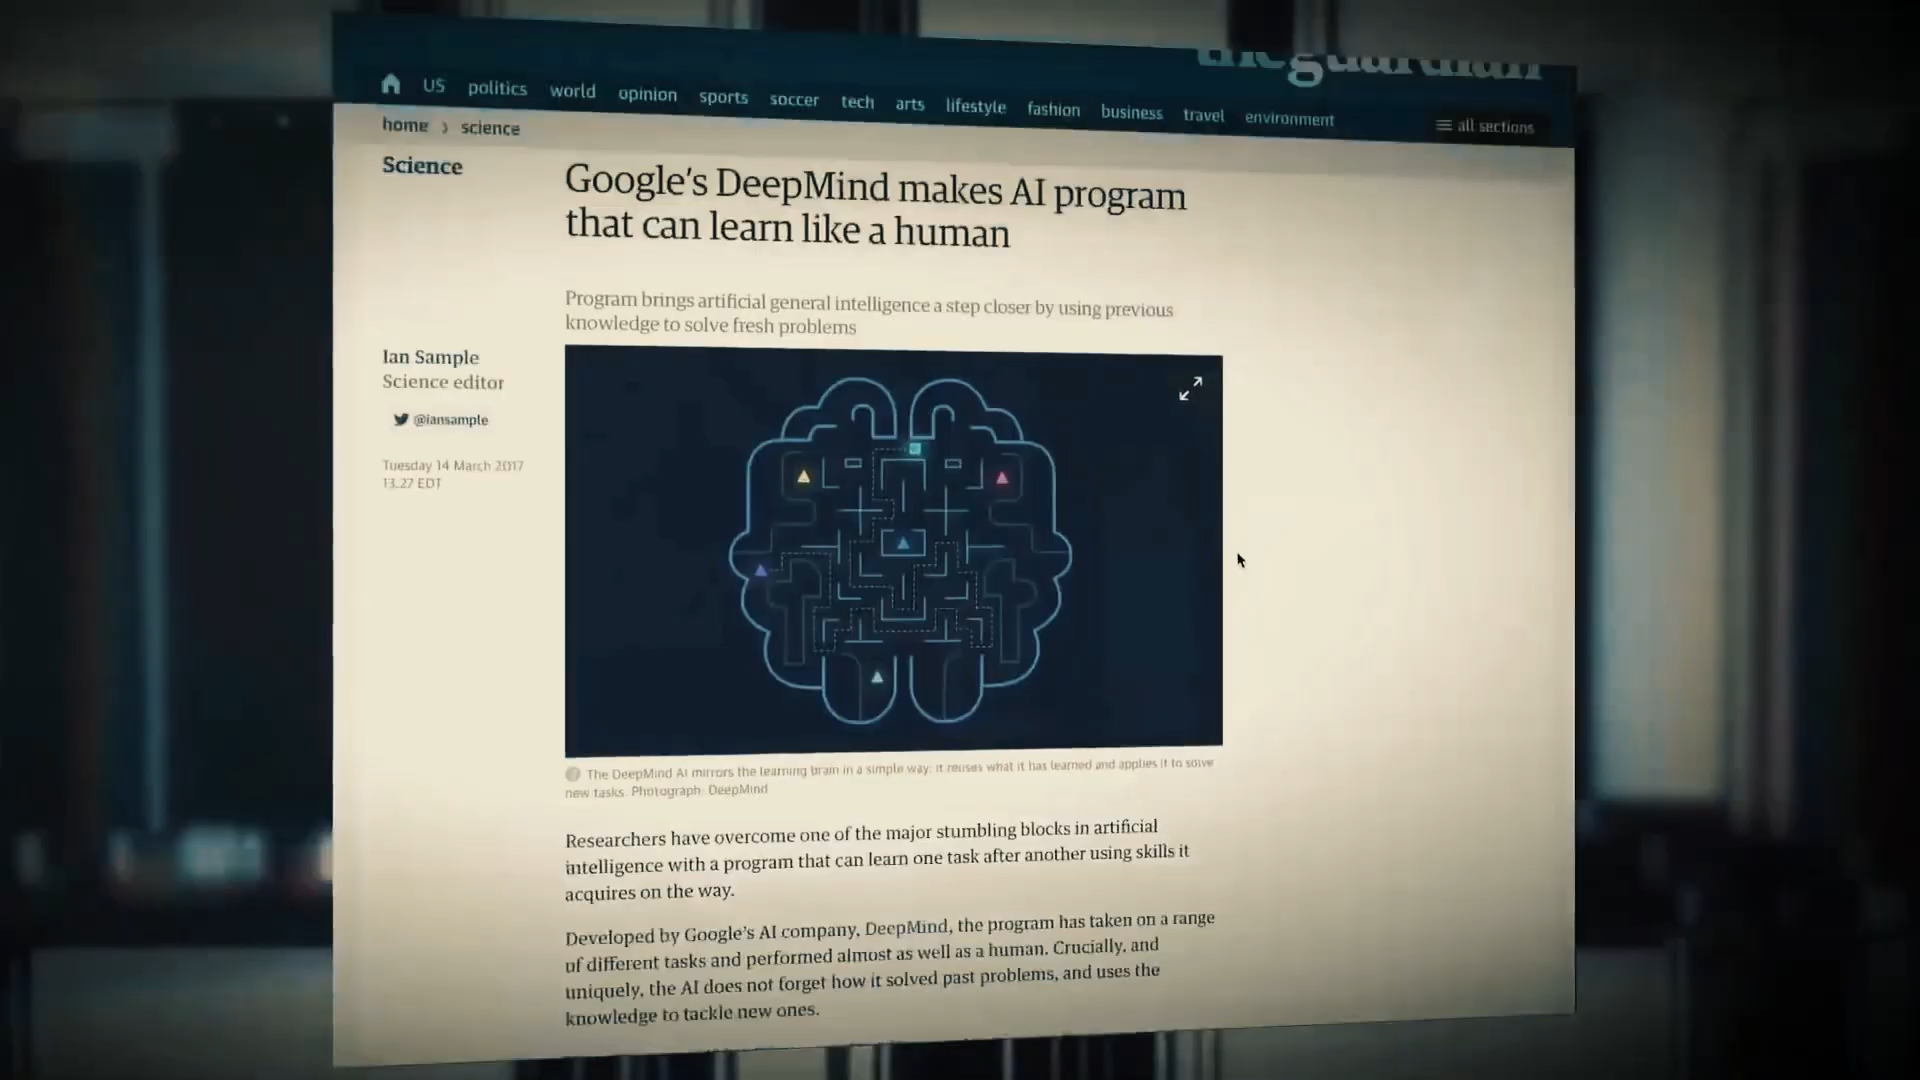 theguardian
US politics world opinion sports soccer tech arts lifestyle fashion business travel environment all sections
home › science
Science
Google's DeepMind makes AI program
that can learn like a human
Program brings artificial general intelligence a step closer by using previous
knowledge to solve fresh problems
Ian Sample
Science editor
@iansample
Tuesday 14 March 2017
13.27 EDT
The DeepMind AI mirrors the learning brain in a simple way: it reuses what it has learned and applies it to solve
new tasks. Photograph: DeepMind
Researchers have overcome one of the major stumbling blocks in artificial
intelligence with a program that can learn one task after another using skills it
acquires on the way.
Developed by Google's AI company, DeepMind, the program has taken on a range
of different tasks and performed almost as well as a human. Crucially, and
uniquely, the AI does not forget how it solved past problems, and uses the
knowledge to tackle new ones.